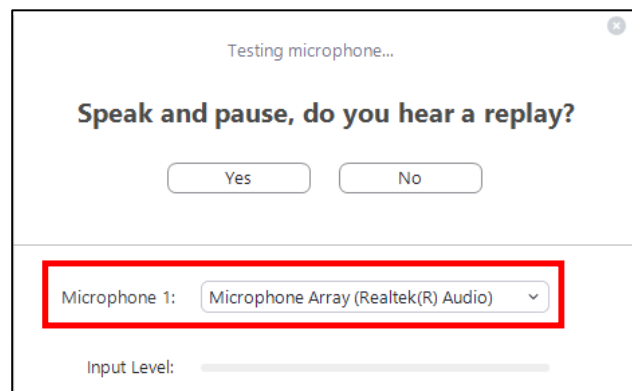 Testing microphone...
Speak and pause, do you hear a replay?
Yes No
Microphone 1: Microphone Array (Realtek(R) Audio)
Input Level: